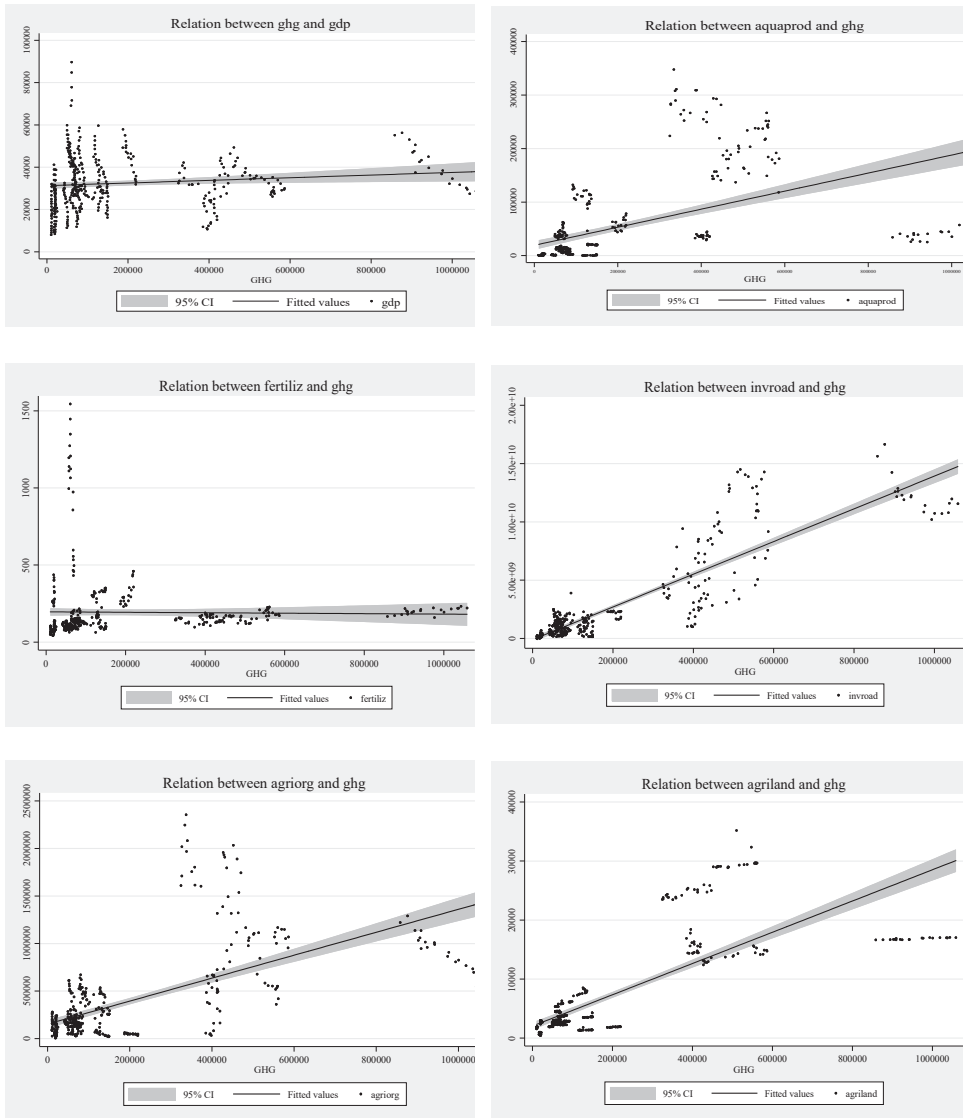 Relation between ghg and gdp
100000
80000
60000
40000
20000
0
0 200000 400000 600000 800000 1000000
GHG
95% CI Fitted values gdp
Relation between aquaprod and ghg
400000
300000
200000
100000
0
0 200000 400000 600000 800000 1000000
GHG
95% CI Fitted values aquaprod
Relation between fertiliz and ghg
1500
1000
500
0
0 200000 400000 600000 800000 1000000
GHG
95% CI Fitted values fertiliz
Relation between invroad and ghg
2.00e+10
1.50e+10
1.00e+10
5.00e+09
0
0 200000 400000 600000 800000 1000000
GHG
95% CI Fitted values invroad
Relation between agriorg and ghg
2500000
2000000
1500000
1000000
500000
0
0 200000 400000 600000 800000 1000000
GHG
95% CI Fitted values agriorg
Relation between agriland and ghg
40000
30000
20000
10000
0
0 200000 400000 600000 800000 1000000
GHG
95% CI Fitted values agriland